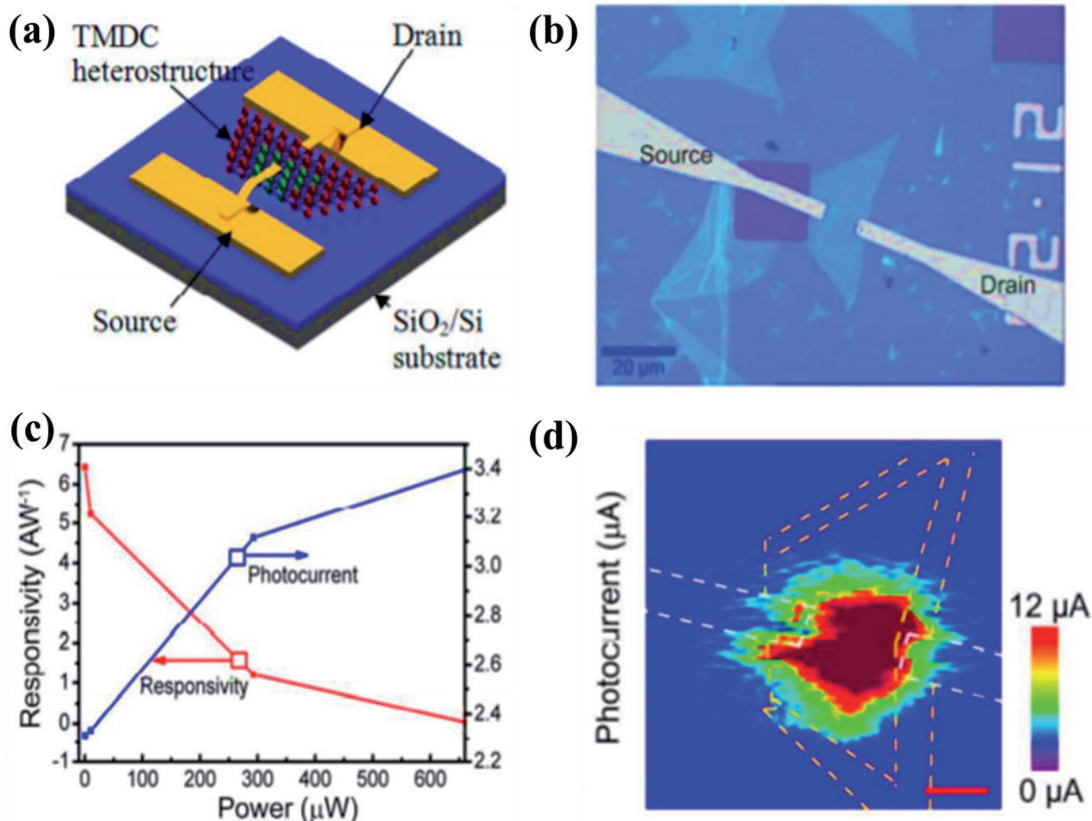 (a)
TMDC
heterostructure
Drain
Source
SiO₂/Si
substrate
(b)
Source
Drain
20 µm
2.12
(c)
7
6
5
4
3
2
1
0
-1
Responsivity (AW⁻¹)
3.4
3.2
3.0
2.8
2.6
2.4
2.2
Photocurrent
Responsivity
0 100 200 300 400 500 600
Power (µW)
(d)
Photocurrent (µA)
12 µA
0 µA